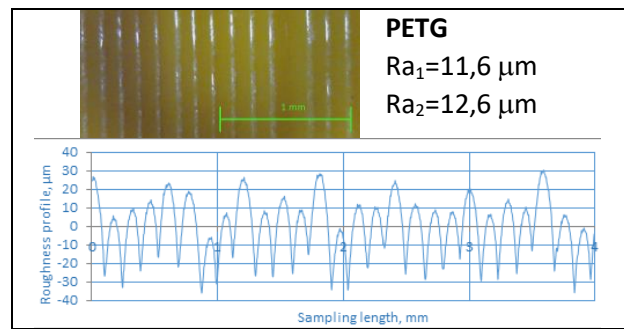 PETG
Ra1=11,6 μm
Ra2=12,6 μm
1 mm
Roughness profile, μm
40
30
20
10
0
-10
-20
-30
-40
0
1
2
3
4
Sampling length, mm